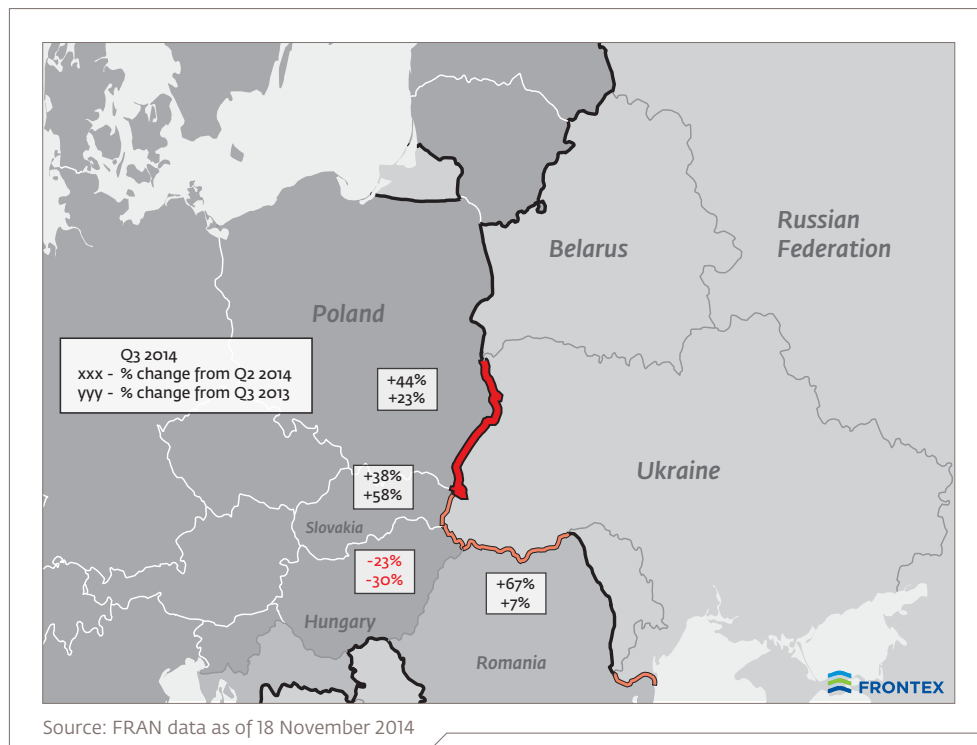 Russian
Federation
Belarus
Poland
Q3 2014
xxx - % change from Q2 2014
yyy - % change from Q3 2013
+44%
+23%
Ukraine
+38%
+58%
Slovakia
-23%
-30%
+67%
+7%
Hungary
Romania
FRONTEX
Source: FRAN data as of 18 November 2014